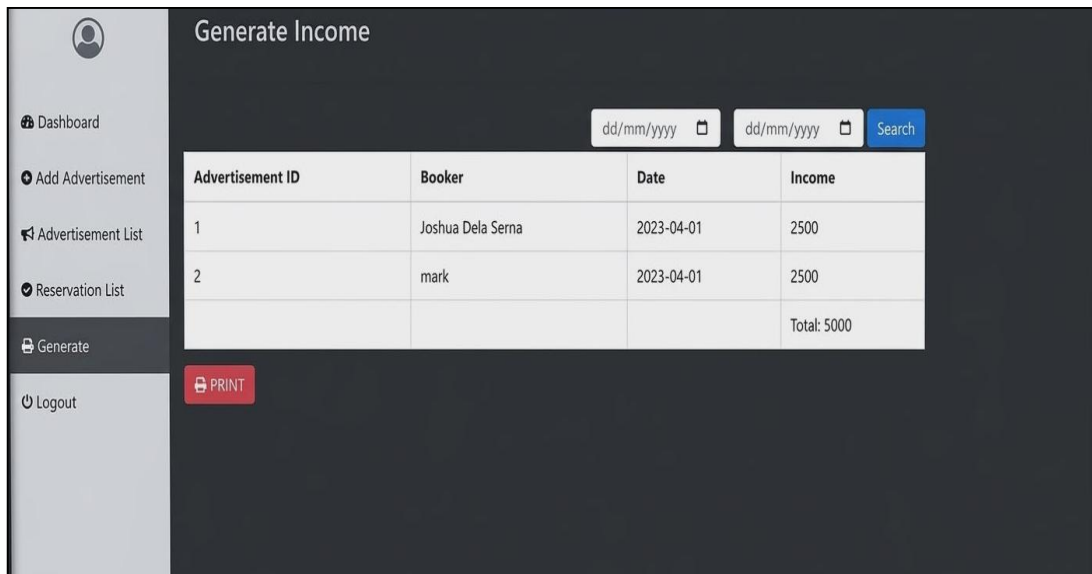 Generate Income
Dashboard
Add Advertisement
Advertisement List
Reservation List
Generate
Logout
dd/mm/yyyy dd/mm/yyyy Search
Advertisement ID Booker Date Income
1 Joshua Dela Serna 2023-04-01 2500
2 mark 2023-04-01 2500
Total: 5000
PRINT